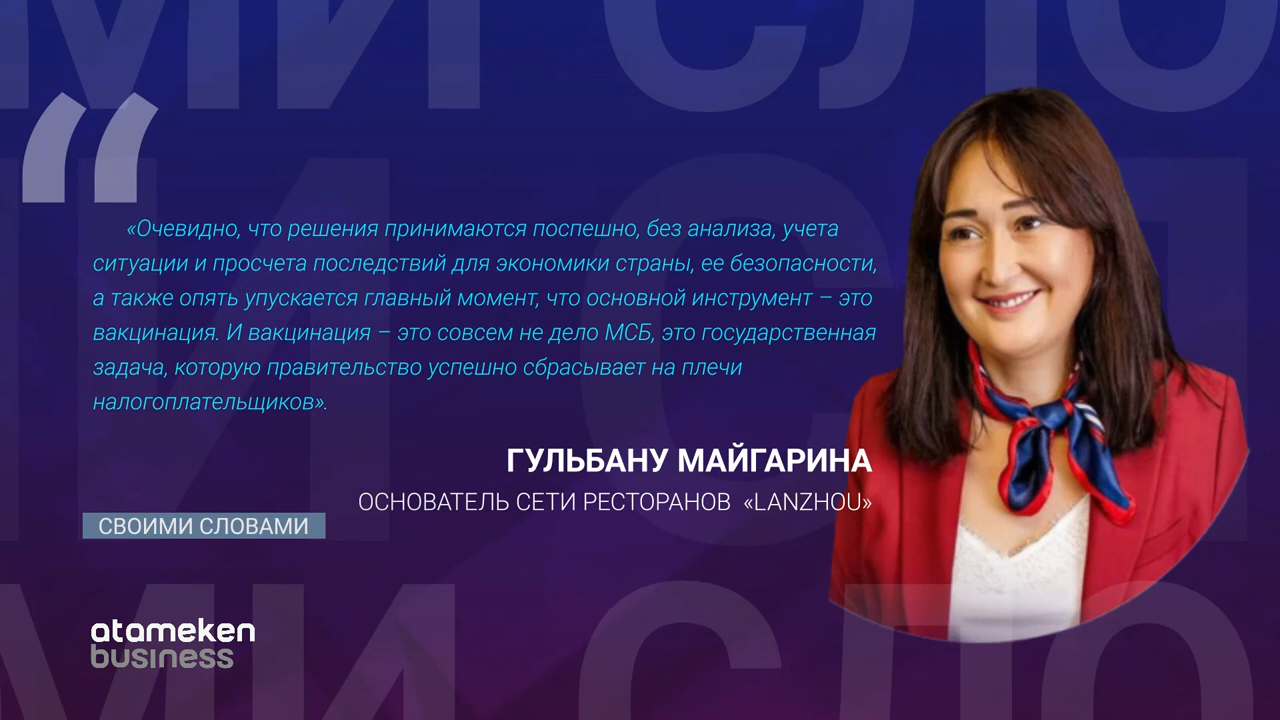 «Очевидно, что решения принимаются поспешно, без анализа, учета
ситуации и просчета последствий для экономики страны, ее безопасности,
а также опять упускается главный момент, что основной инструмент – это
вакцинация. И вакцинация – это совсем не дело МСБ, это государственная
задача, которую правительство успешно сбрасывает на плечи
налогоплательщиков».
ГУЛЬБАНУ МАЙГАРИНА
ОСНОВАТЕЛЬ СЕТИ РЕСТОРАНОВ «LANZHOU»
СВОИМИ СЛОВАМИ
atameken
business